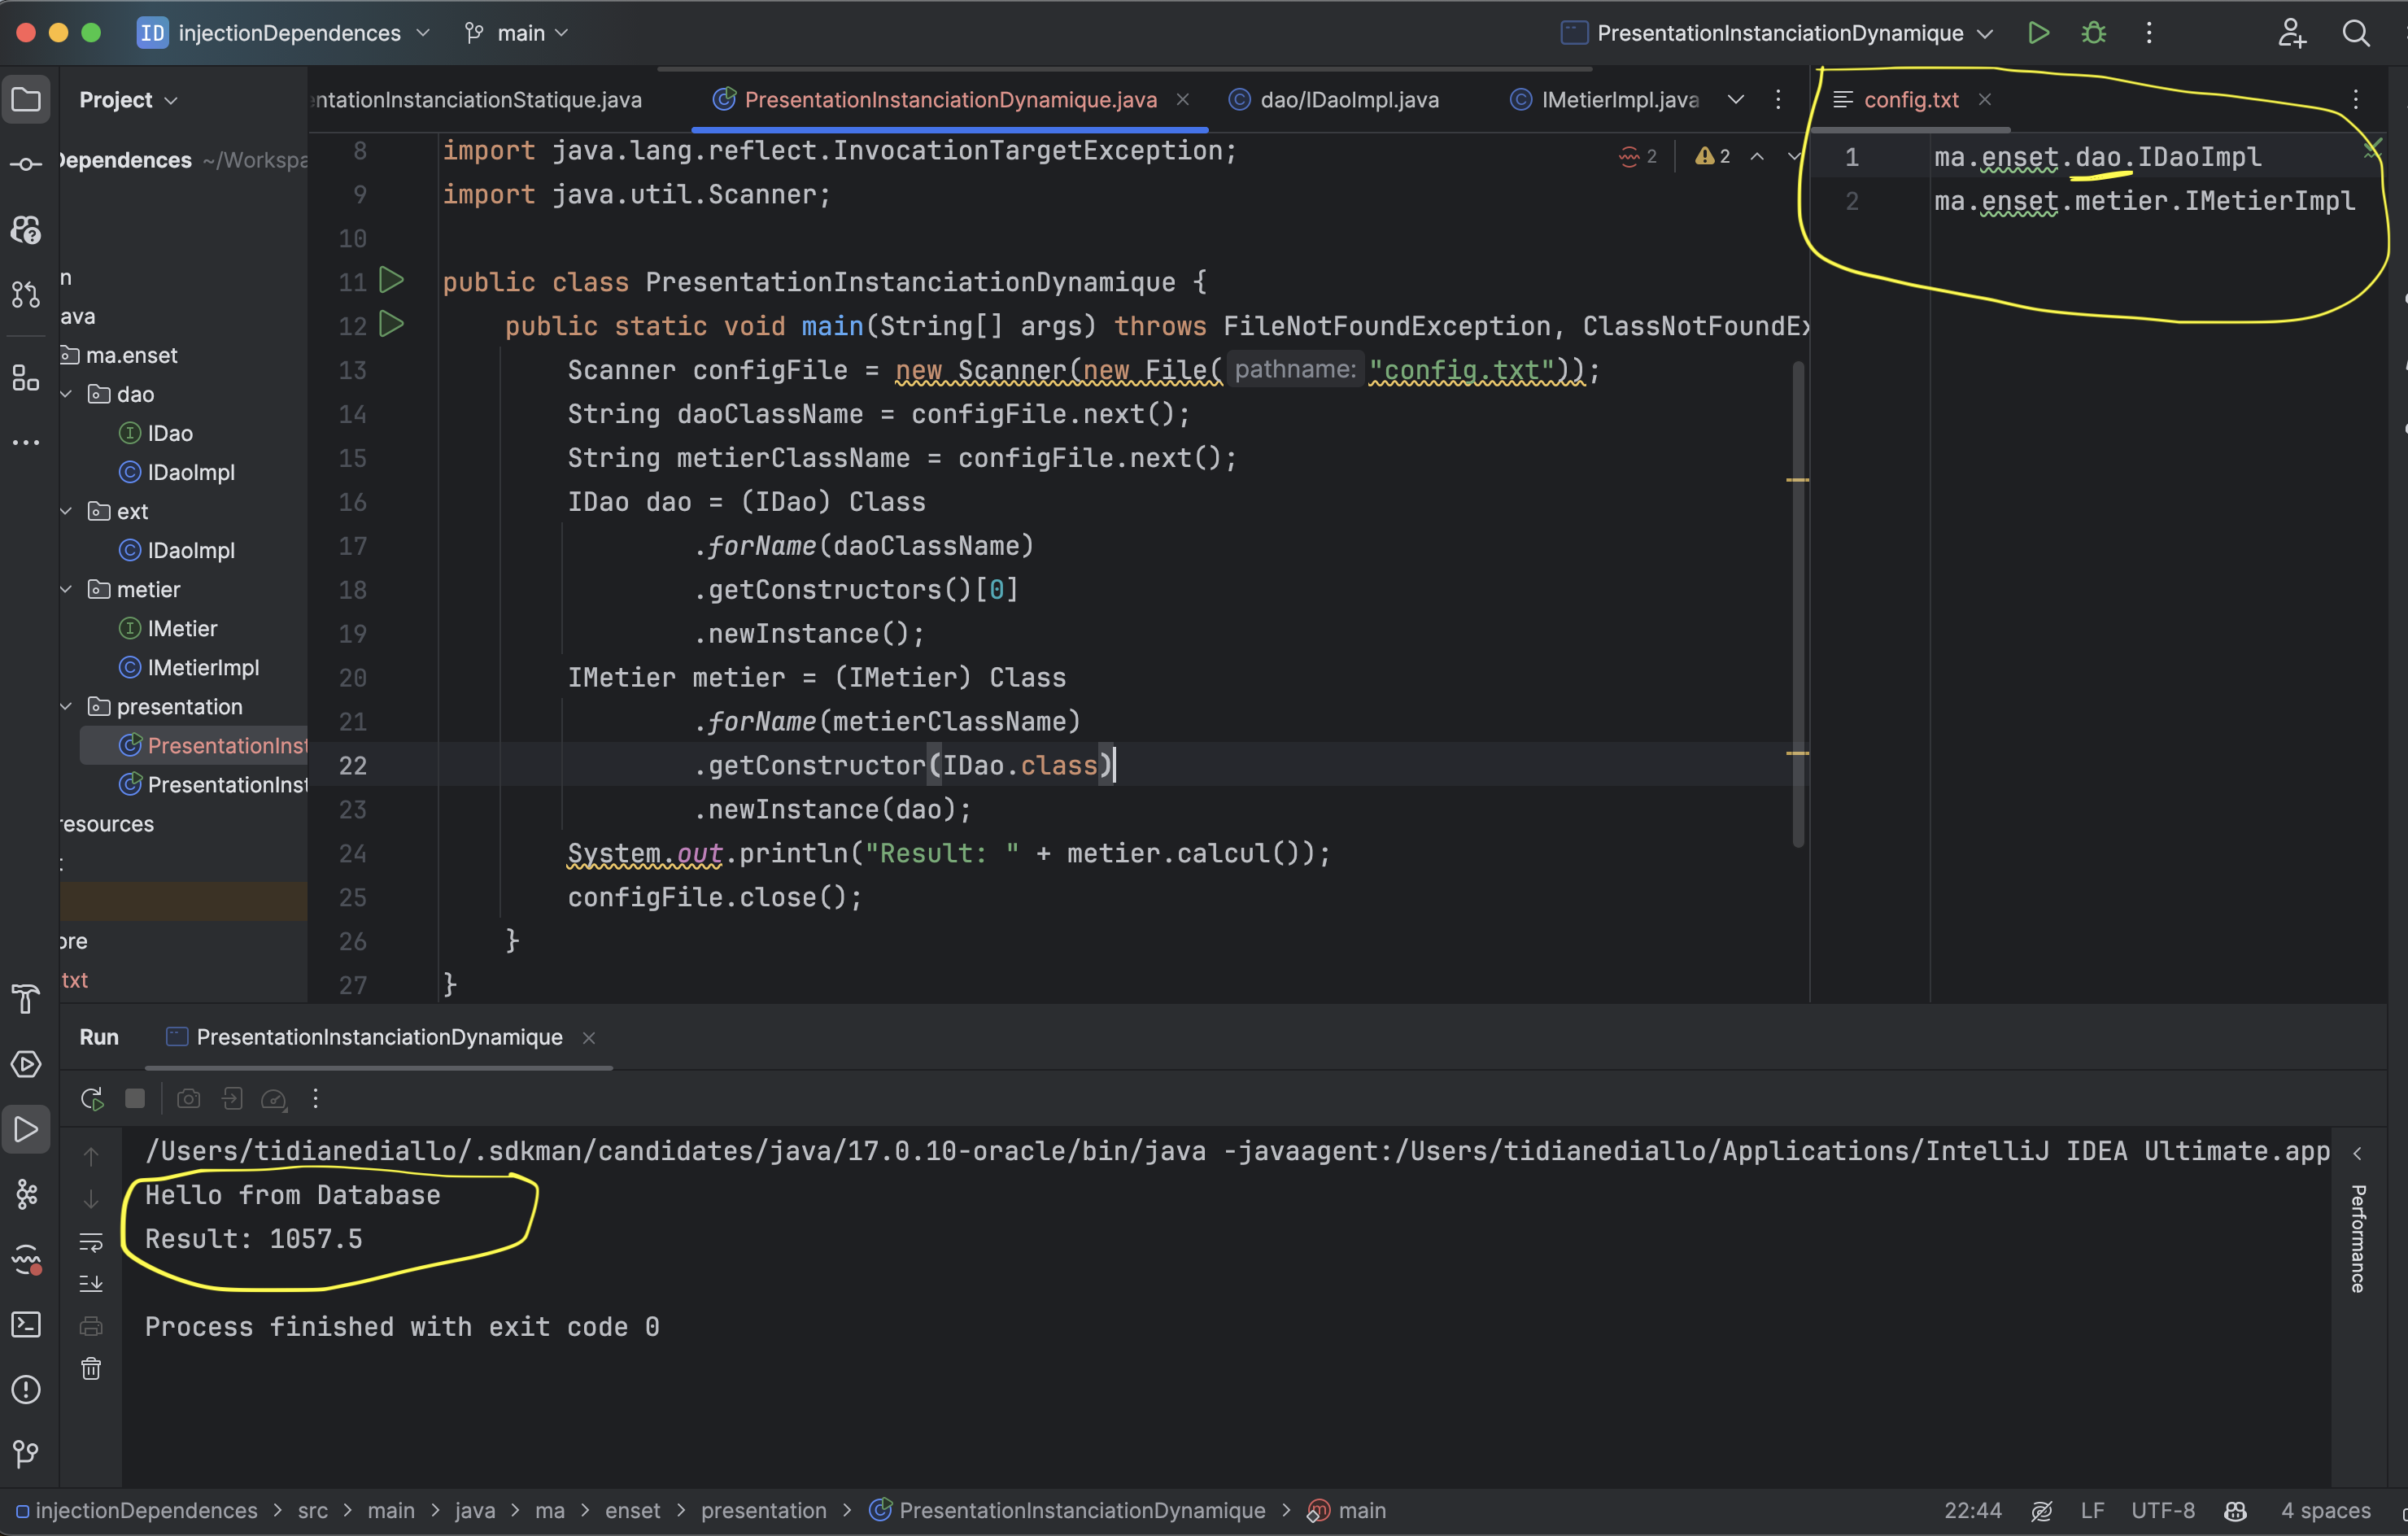 ID injectionDependences main PresentationInstanciationDynamique
Project
Dependences ~/Workspa
n
ava
ma.enset
dao
IDao
IDaoImpl
ext
IDaoImpl
metier
IMetier
IMetierImpl
presentation
PresentationInst
PresentationInst
resources
:
ore
txt
entationInstanciationStatique.java PresentationInstanciationDynamique.java dao/IDaoImpl.java IMetierImpl.java
2 2
8 import java.lang.reflect.InvocationTargetException;
9 import java.util.Scanner;
10
11 public class PresentationInstanciationDynamique {
12 public static void main(String[] args) throws FileNotFoundException, ClassNotFoundEx
13 Scanner configFile = new Scanner(new File( pathname: "config.txt"));
14 String daoClassName = configFile.next();
15 String metierClassName = configFile.next();
16 IDao dao = (IDao) Class
17 .forName(daoClassName)
18 .getConstructors()[0]
19 .newInstance();
20 IMetier metier = (IMetier) Class
21 .forName(metierClassName)
22 .getConstructor(IDao.class)
23 .newInstance(dao);
24 System.out.println("Result: " + metier.calcul());
25 configFile.close();
26 }
27 }
config.txt
1 ma.enset.dao.IDaoImpl
2 ma.enset.metier.IMetierImpl
Run PresentationInstanciationDynamique
/Users/tidianediallo/.sdkman/candidates/java/17.0.10-oracle/bin/java -javaagent:/Users/tidianediallo/Applications/IntelliJ IDEA Ultimate.app
Hello from Database
Result: 1057.5
Process finished with exit code 0
Performance
injectionDependences > src > main > java > ma > enset > presentation > PresentationInstanciationDynamique > main
22:44 LF UTF-8 4 spaces